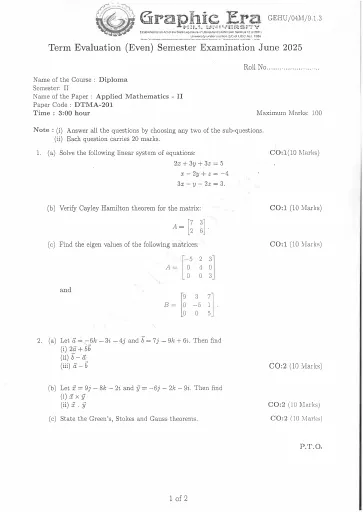 Graphic Era
HILL UNIVERSITY
GEHU/04M/9.1.3
Term Evaluation (Even) Semester Examination June 2025
Roll No.........................
Name of the Course : Diploma
Semester II
Name of the Paper : Applied Mathematics - II
Paper Code : DTMA-201
Time : 3:00 hour Maximum Marks: 100
Note : (i) Answer all the questions by choosing any two of the sub-questions.
(ii) Each question carries 20 marks.
1. (a) Solve the following linear system of equations: CO:1(10 Marks)
2x + 3y + 3z = 5
x − 2y + z = −4
3x − y − 2z = 3.
(b) Verify Cayley Hamilton theorem for the matrix: CO:1 (10 Marks)
A = [7 3
2 6].
(c) Find the eigen values of the following matrices: CO:1 (10 Marks)
A = [−5 2 3
0 4 0
0 0 3]
and
B = [9 3 7
0 −5 1
0 0 5].
2. (a) Let a = −6k − 3i − 4j and b = 7j − 9k + 6i. Then find
(i) 2a + 5b
(ii) b − a
(iii) a − b CO:2 (10 Marks)
(b) Let x = 9j − 8k − 2i and y = −6j − 2k − 9i. Then find CO:2 (10 Marks)
(i) x × y
(ii) x . y
(c) State the Green's, Stokes and Gauss theorems. CO:2 (10 Marks)
P.T.O.
1 of 2